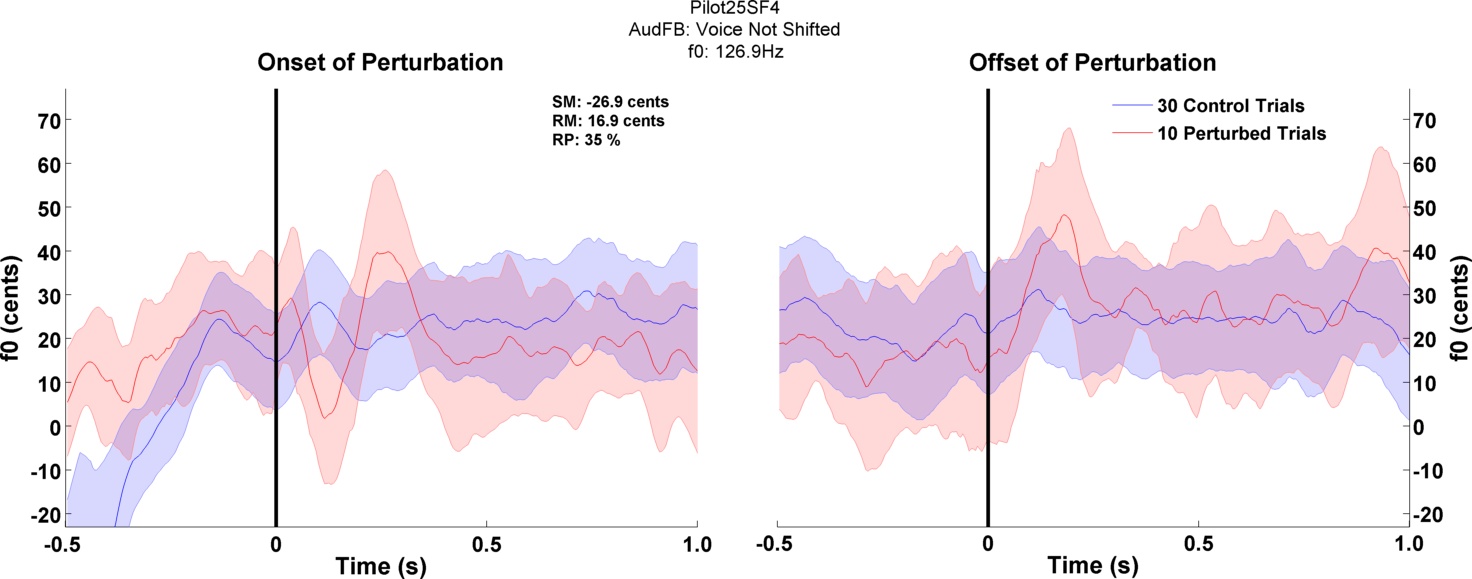 Pilot25SF4
AudFB: Voice Not Shifted
f0: 126.9Hz
Onset of Perturbation
SM: -26.9 cents
RM: 16.9 cents
RP: 35 %
f0 (cents)
70
60
50
40
30
20
10
0
-10
-20
-0.5
0
0.5
1.0
Time (s)
Offset of Perturbation
30 Control Trials
10 Perturbed Trials
70
60
50
40
30
20
10
0
-10
-20
f0 (cents)
-0.5
0
0.5
1.0
Time (s)